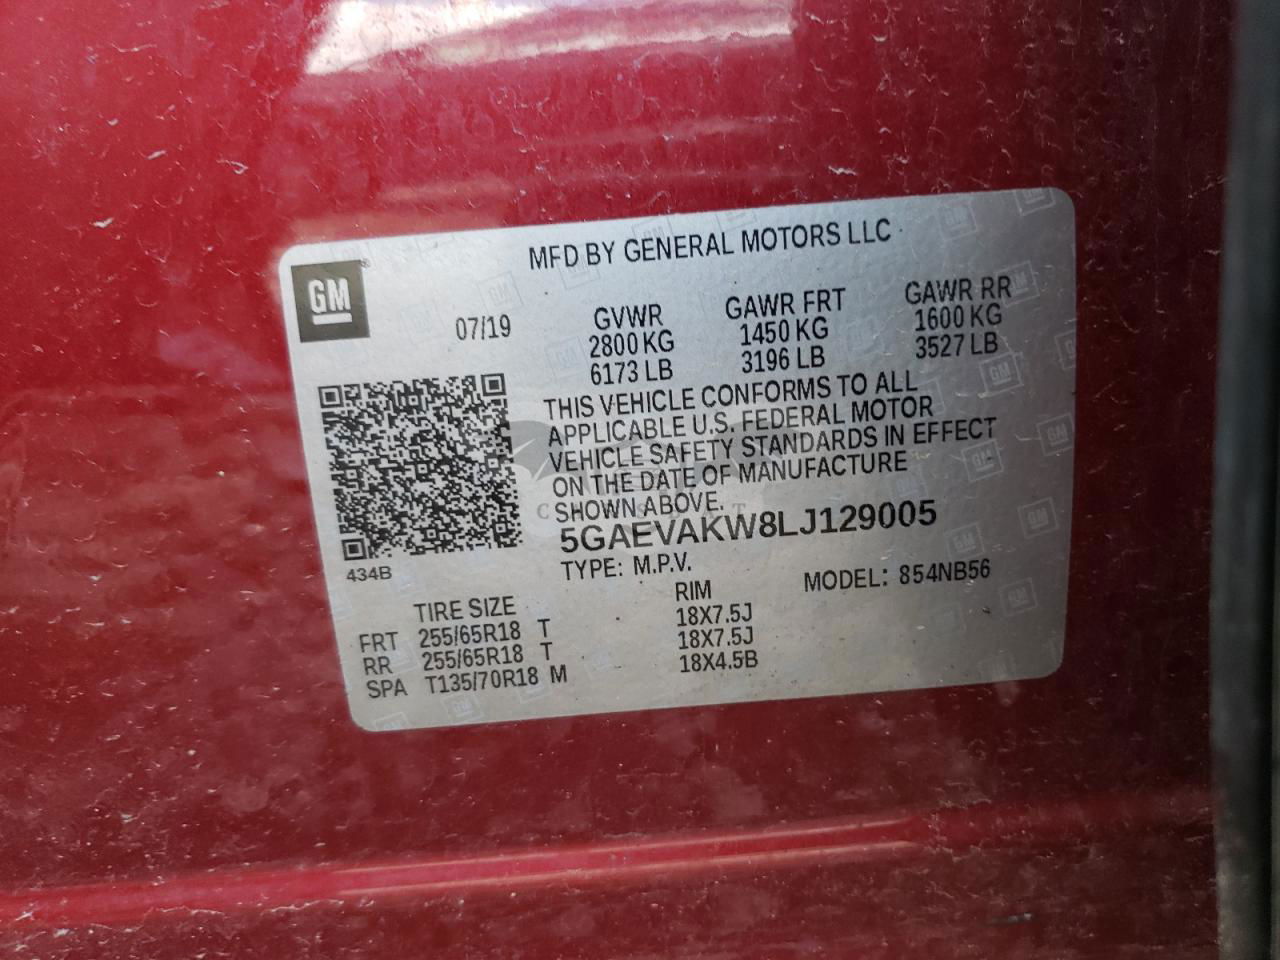 MFD BY GENERAL MOTORS LLC
GM
07/19
GVWR GAWR FRT GAWR RR
2800 KG 1450 KG 1600 KG
6173 LB 3196 LB 3527 LB
THIS VEHICLE CONFORMS TO ALL
APPLICABLE U.S. FEDERAL MOTOR
VEHICLE SAFETY STANDARDS IN EFFECT
ON THE DATE OF MANUFACTURE
SHOWN ABOVE.
5GAEVAKW8LJ129005
434B
TYPE: M.P.V. MODEL: 854NB56
TIRE SIZE RIM
FRT 255/65R18 T 18X7.5J
RR 255/65R18 T 18X7.5J
SPA T135/70R18 M 18X4.5B